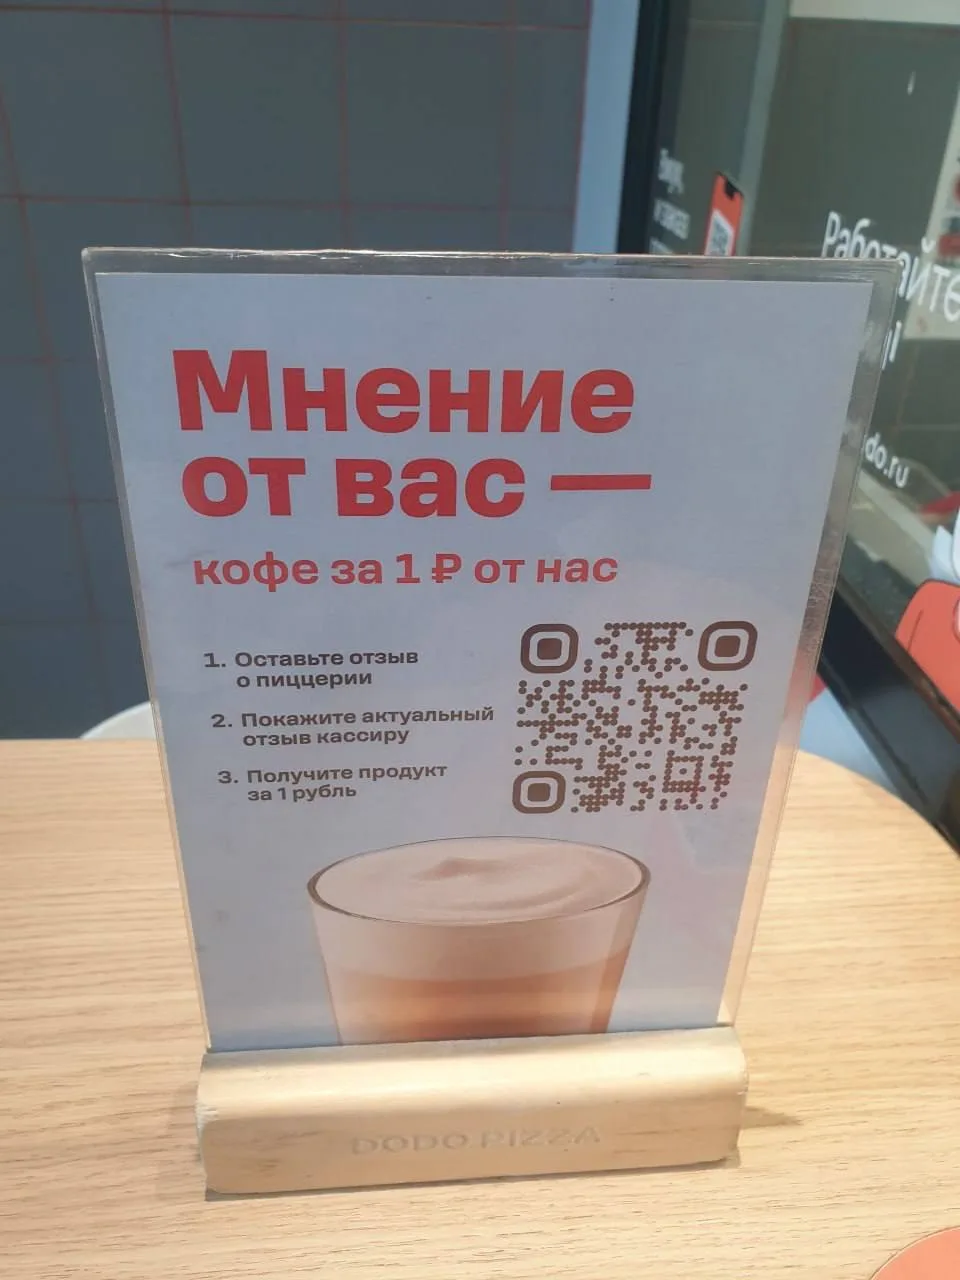 Мнение
от вас —
кофе за 1 ₽ от нас
1. Оставьте отзыв
о пиццерии
2. Покажите актуальный
отзыв кассиру
3. Получите продукт
за 1 рубль
DODO PIZZA
Работайте
do.ru